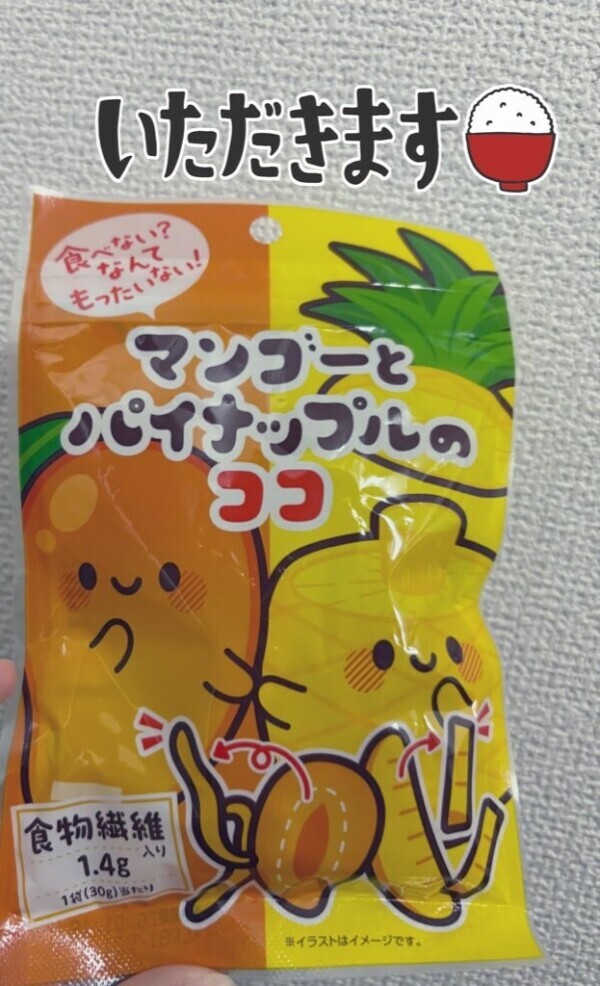 いただきます
食べない？
なんて
もったいない！
マンゴーと
パイナップルの
ココ
食物繊維
入り
1.4g
1袋(30g)当たり
※イラストはイメージです。